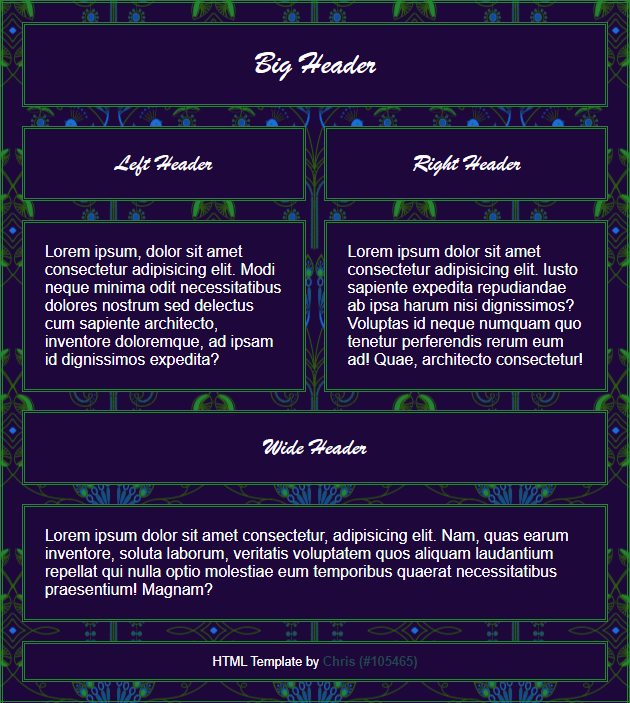 Big Header
Left Header
Right Header
Lorem ipsum, dolor sit amet
consectetur adipisicing elit. Modi
neque minima odit necessitatibus
dolores nostrum sed delectus
cum sapiente architecto,
inventore doloremque, ad ipsam
id dignissimos expedita?
Lorem ipsum dolor sit amet
consectetur adipisicing elit. Iusto
sapiente expedita repudiandae
ab ipsa harum nisi dignissimos?
Voluptas id neque numquam quo
tenetur perferendis rerum eum
ad! Quae, architecto consectetur!
Wide Header
Lorem ipsum dolor sit amet consectetur, adipisicing elit. Nam, quas earum
inventore, soluta laborum, veritatis voluptatem quos aliquam laudantium
repellat qui nulla optio molestiae eum temporibus quaerat necessitatibus
praesentium! Magnam?
HTML Template by Chris (#105465)